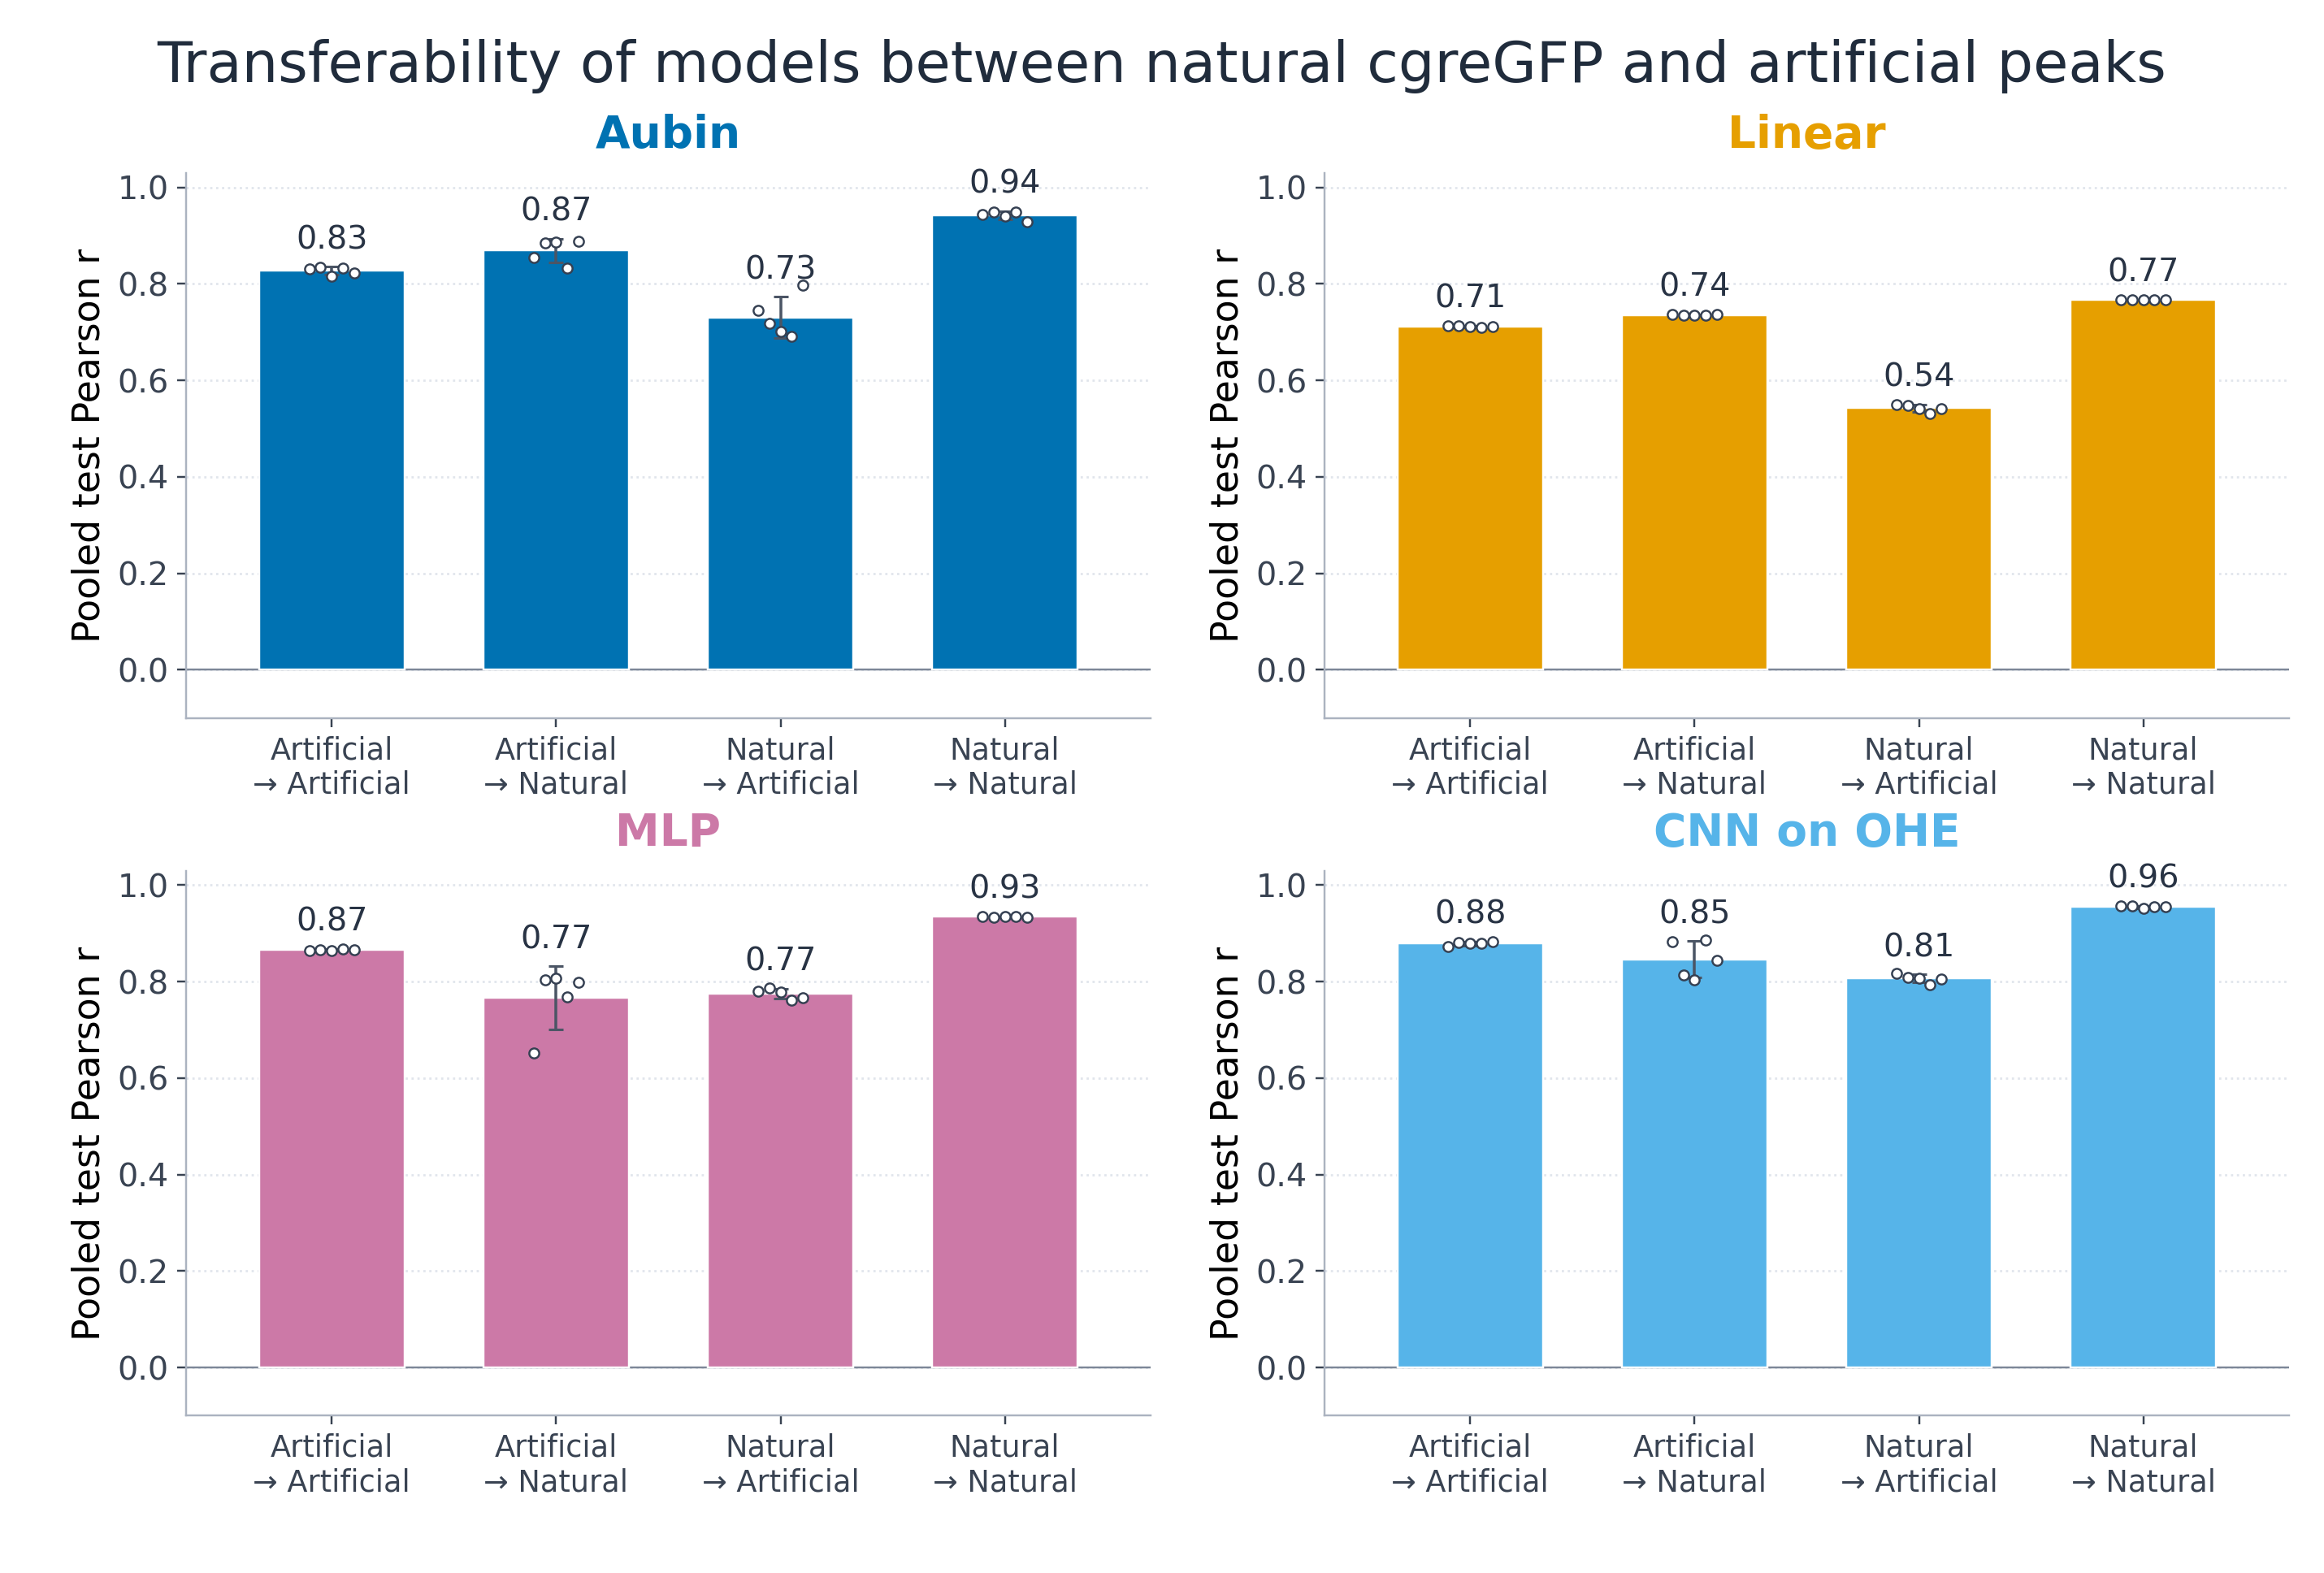 Transferability of models between natural cgreGFP and artificial peaks
Aubin
Pooled test Pearson r
1.0
0.8
0.6
0.4
0.2
0.0
0.83
0.87
0.73
0.94
Artificial
→ Artificial
Artificial
→ Natural
Natural
→ Artificial
Natural
→ Natural
Linear
Pooled test Pearson r
1.0
0.8
0.6
0.4
0.2
0.0
0.71
0.74
0.54
0.77
Artificial
→ Artificial
Artificial
→ Natural
Natural
→ Artificial
Natural
→ Natural
MLP
Pooled test Pearson r
1.0
0.8
0.6
0.4
0.2
0.0
0.87
0.77
0.77
0.93
Artificial
→ Artificial
Artificial
→ Natural
Natural
→ Artificial
Natural
→ Natural
CNN on OHE
Pooled test Pearson r
1.0
0.8
0.6
0.4
0.2
0.0
0.88
0.85
0.81
0.96
Artificial
→ Artificial
Artificial
→ Natural
Natural
→ Artificial
Natural
→ Natural